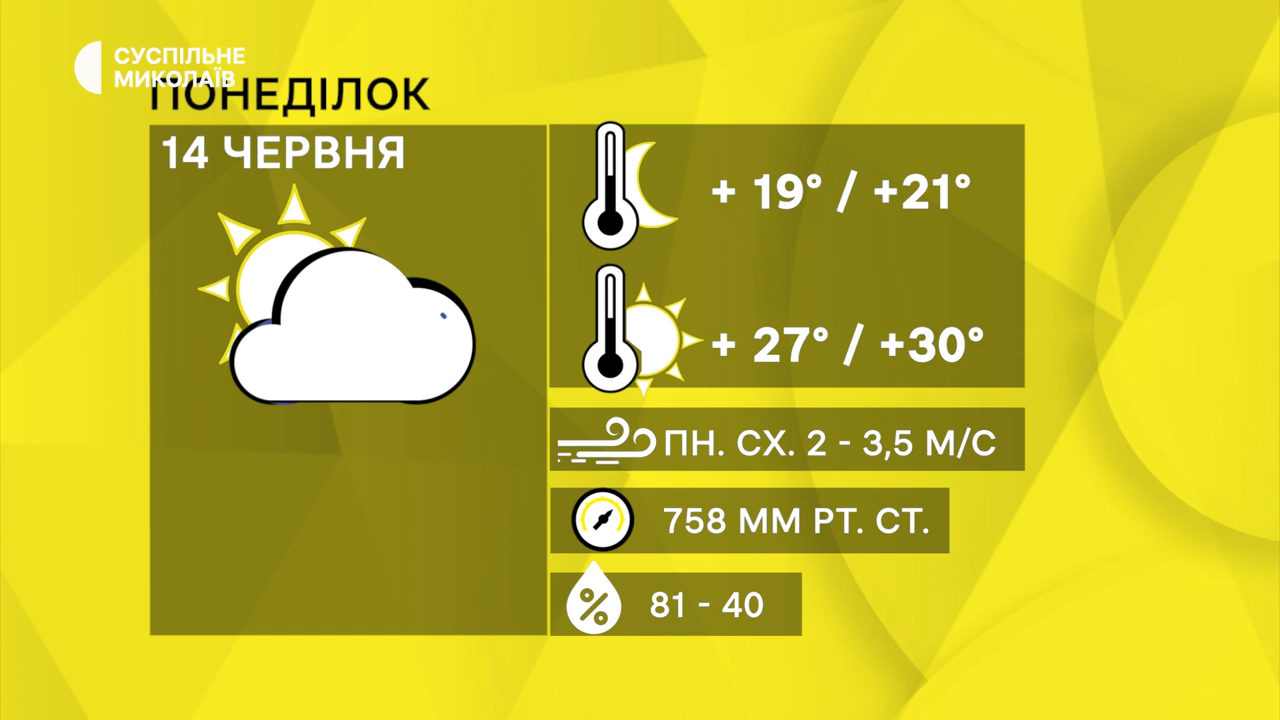 СУСПІЛЬНЕ
МИКОЛАЇВ
ПОНЕДІЛОК
14 ЧЕРВНЯ
+ 19° / +21°
+ 27° / +30°
ПН. СХ. 2 - 3,5 М/С
758 ММ РТ. СТ.
% 81 - 40